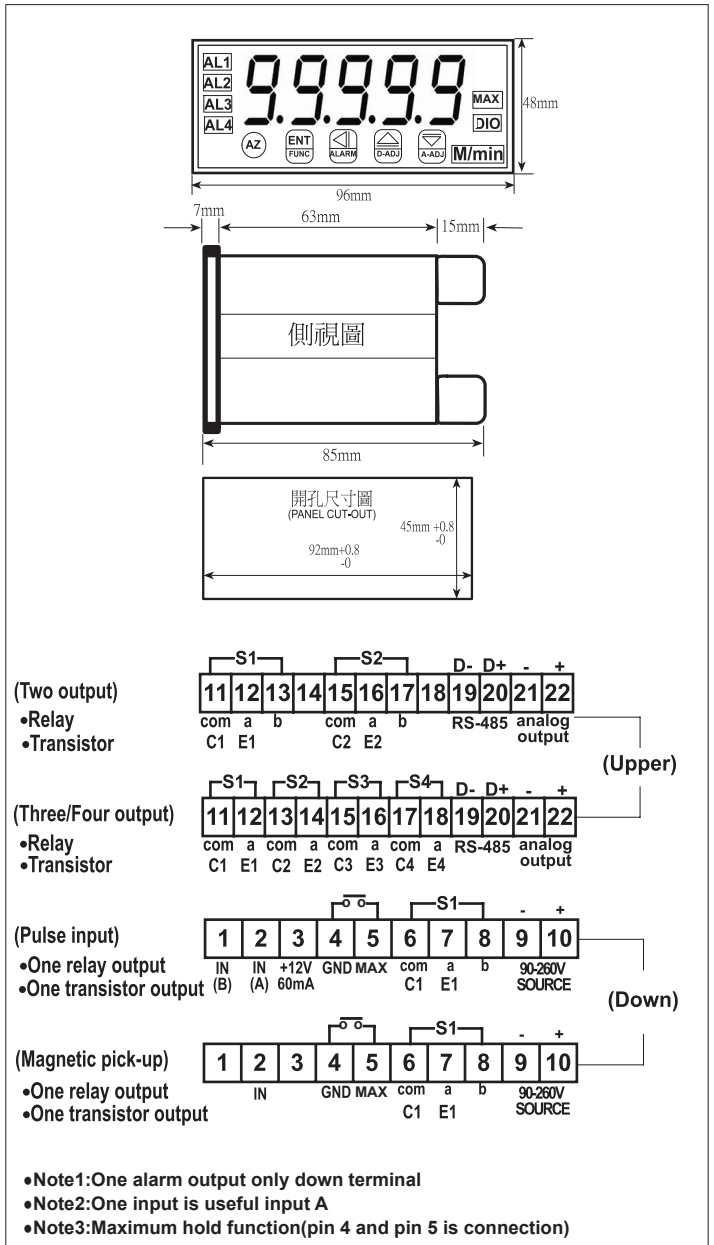 AL1
AL2
AL3
AL4
9.9.9.9.9
MAX
DIO
AZ
ENT
FUNC
ALARM
D-ADJ
A-ADJ
M/min
48mm
96mm
7mm
63mm
15mm
側視圖
85mm
開孔尺寸圖
(PANEL CUT-OUT)
45mm +0.8
-0
92mm+0.8
-0
S1 S2 D- D+ - +
(Two output)
11 12 13 14 15 16 17 18 19 20 21 22
•Relay
com a b com a b RS-485 analog output
•Transistor
C1 E1 C2 E2
(Upper)
S1 S2 S3 S4 D- D+ - +
(Three/Four output)
11 12 13 14 15 16 17 18 19 20 21 22
•Relay
com a com a com a com a RS-485 analog output
•Transistor
C1 E1 C2 E2 C3 E3 C4 E4
S1 - +
(Pulse input)
1 2 3 4 5 6 7 8 9 10
•One relay output
IN (B) IN (A) +12V 60mA GND MAX com a b 90-260V SOURCE
•One transistor output
C1 E1
(Down)
S1 - +
(Magnetic pick-up)
1 2 3 4 5 6 7 8 9 10
•One relay output
IN GND MAX com a b 90-260V SOURCE
•One transistor output
C1 E1
•Note1:One alarm output only down terminal
•Note2:One input is useful input A
•Note3:Maximum hold function(pin 4 and pin 5 is connection)